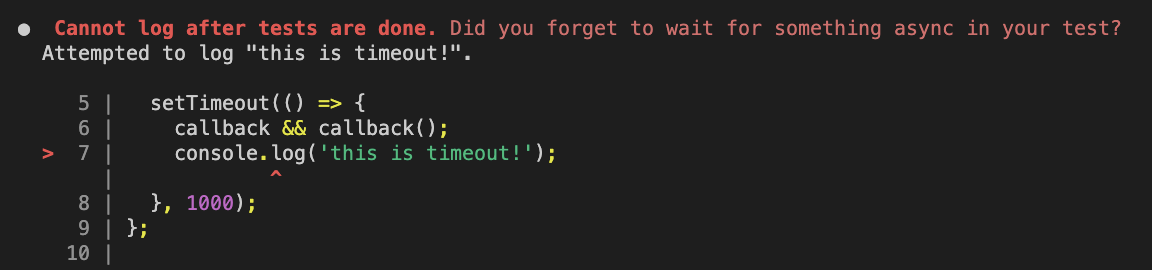 ● Cannot log after tests are done. Did you forget to wait for something async in your test?
Attempted to log "this is timeout!".
5 | setTimeout(() => {
6 | callback && callback();
> 7 | console.log('this is timeout!');
| ^
8 | }, 1000);
9 | };
10 |